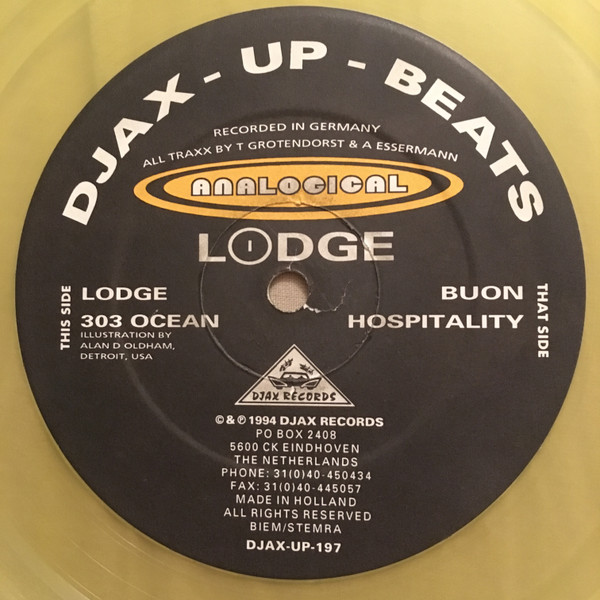 DJAX-UP-BEATS
RECORDED IN GERMANY
ALL TRAXX BY T GROTENDORST & A ESSERMANN
ANALOGICAL
LODGE
THIS SIDE
LODGE
303 OCEAN
ILLUSTRATION BY
ALAN D OLDHAM,
DETROIT, USA
BUON
HOSPITALITY
THAT SIDE
DJAX RECORDS
© & ℗ 1994 DJAX RECORDS
PO BOX 2408
5600 CK EINDHOVEN
THE NETHERLANDS
PHONE: 31(0)40-450434
FAX: 31(0)40-445057
MADE IN HOLLAND
ALL RIGHTS RESERVED
BIEM/STEMRA
DJAX-UP-197